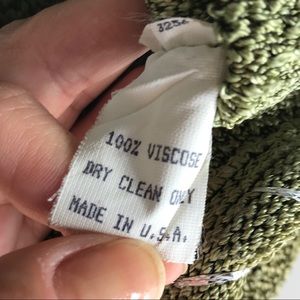 100% VISCOSE
DRY CLEAN ONLY
MADE IN U.S.A.